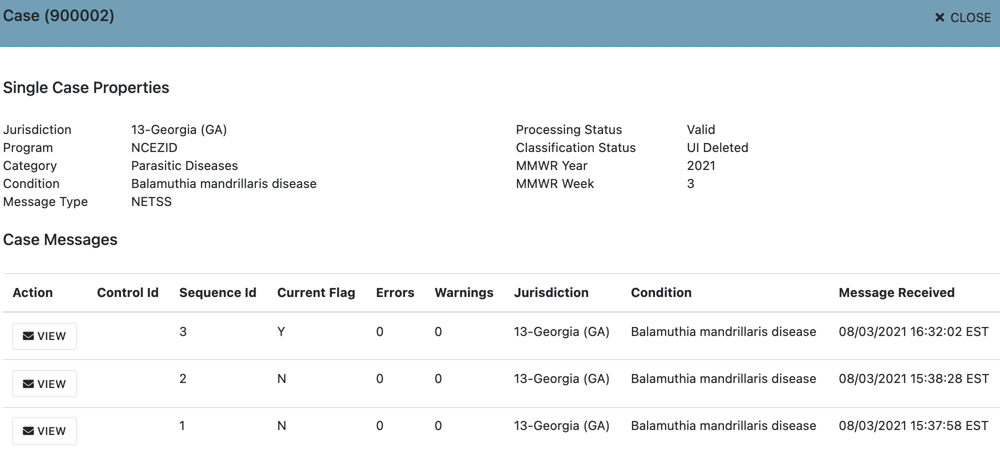 Case (900002)
CLOSE
Single Case Properties
Jurisdiction 13-Georgia (GA) Processing Status Valid
Program NCEZID Classification Status UI Deleted
Category Parasitic Diseases MMWR Year 2021
Condition Balamuthia mandrillaris disease MMWR Week 3
Message Type NETSS
Case Messages
Action Control Id Sequence Id Current Flag Errors Warnings Jurisdiction Condition Message Received
VIEW 3 Y 0 0 13-Georgia (GA) Balamuthia mandrillaris disease 08/03/2021 16:32:02 EST
VIEW 2 N 0 0 13-Georgia (GA) Balamuthia mandrillaris disease 08/03/2021 15:38:28 EST
VIEW 1 N 0 0 13-Georgia (GA) Balamuthia mandrillaris disease 08/03/2021 15:37:58 EST